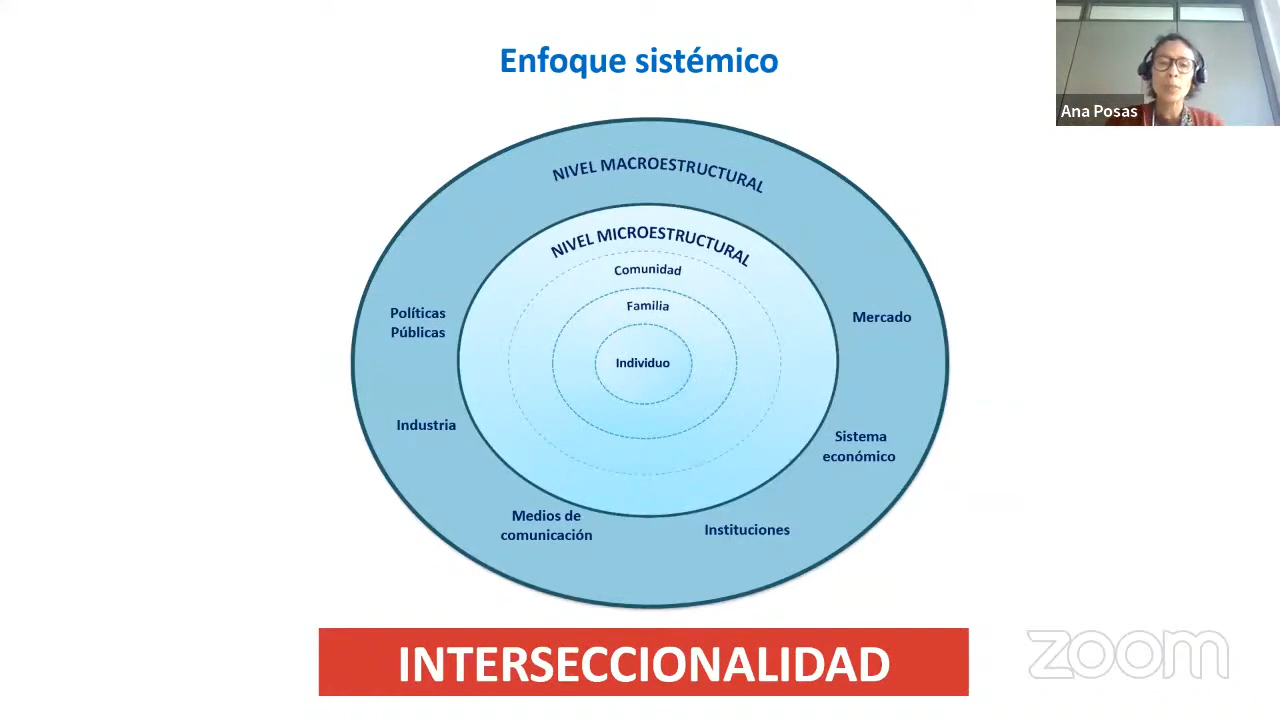 Enfoque sistémico
Ana Posas
NIVEL MACROESTRUCTURAL
NIVEL MICROESTRUCTURAL
Comunidad
Familia
Individuo
Políticas
Públicas
Mercado
Industria
Sistema
económico
Medios de
comunicación
Instituciones
INTERSECCIONALIDAD
zoom